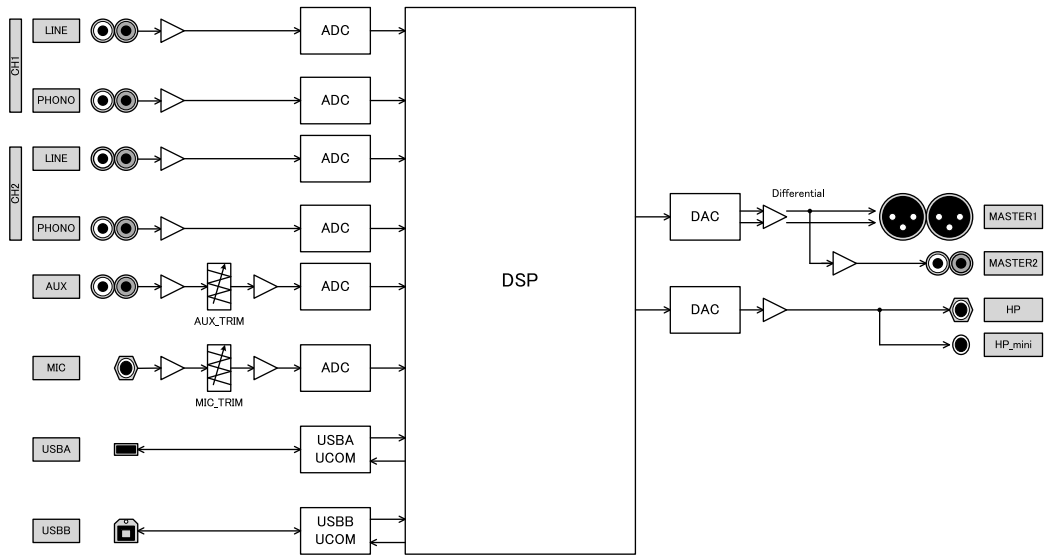 CH1
LINE
ADC
PHONO
ADC
CH2
LINE
ADC
PHONO
ADC
AUX
AUX_TRIM
ADC
MIC
MIC_TRIM
ADC
USBA
USBA
UCOM
USBB
USBB
UCOM
DSP
DAC
Differential
MASTER1
MASTER2
DAC
HP
HP_mini